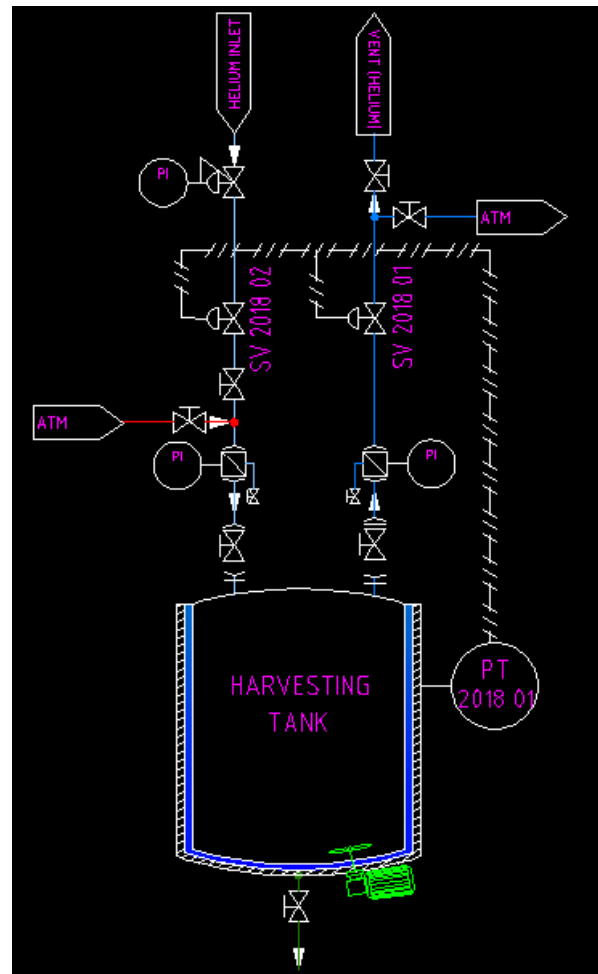 HELIUM INLET
VENT (HELIUM)
PI
ATM
SV 2018 02
SV 2018 01
ATM
PI
PI
HARVESTING
TANK
PT
2018 01